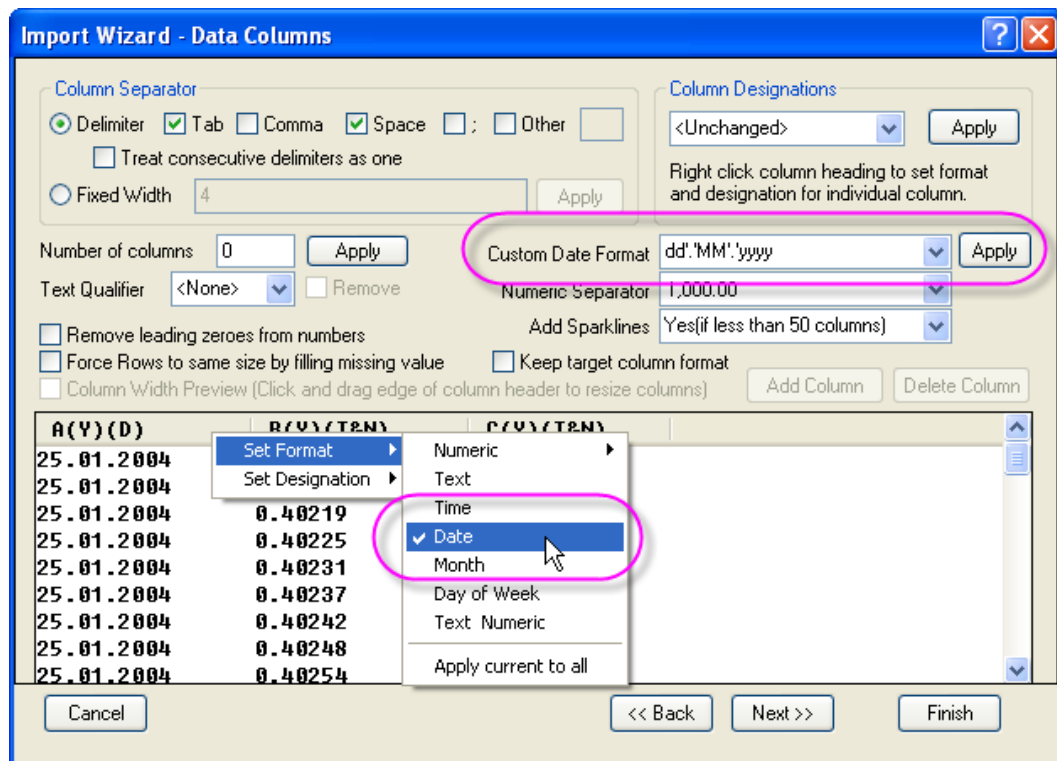 Import Wizard - Data Columns
Column Separator
Delimiter Tab Comma Space ; Other
Treat consecutive delimiters as one
Fixed Width 4 Apply
Column Designations
<Unchanged> Apply
Right click column heading to set format
and designation for individual column.
Number of columns 0 Apply
Custom Date Format dd'.'MM'.'yyyy Apply
Text Qualifier <None> Remove
Numeric Separator 1,000.00
Add Sparklines Yes(if less than 50 columns)
Remove leading zeroes from numbers
Force Rows to same size by filling missing value
Keep target column format
Column Width Preview (Click and drag edge of column header to resize columns)
Add Column Delete Column
A(Y)(D) B(Y)(T&N) C(Y)(T&N)
Set Format
Set Designation
Numeric
Text
Time
Date
Month
Day of Week
Text Numeric
Apply current to all
25.01.2004
25.01.2004
25.01.2004 0.40219
25.01.2004 0.40225
25.01.2004 0.40231
25.01.2004 0.40237
25.01.2004 0.40242
25.01.2004 0.40248
25.01.2004 0.40254
Cancel << Back Next >> Finish